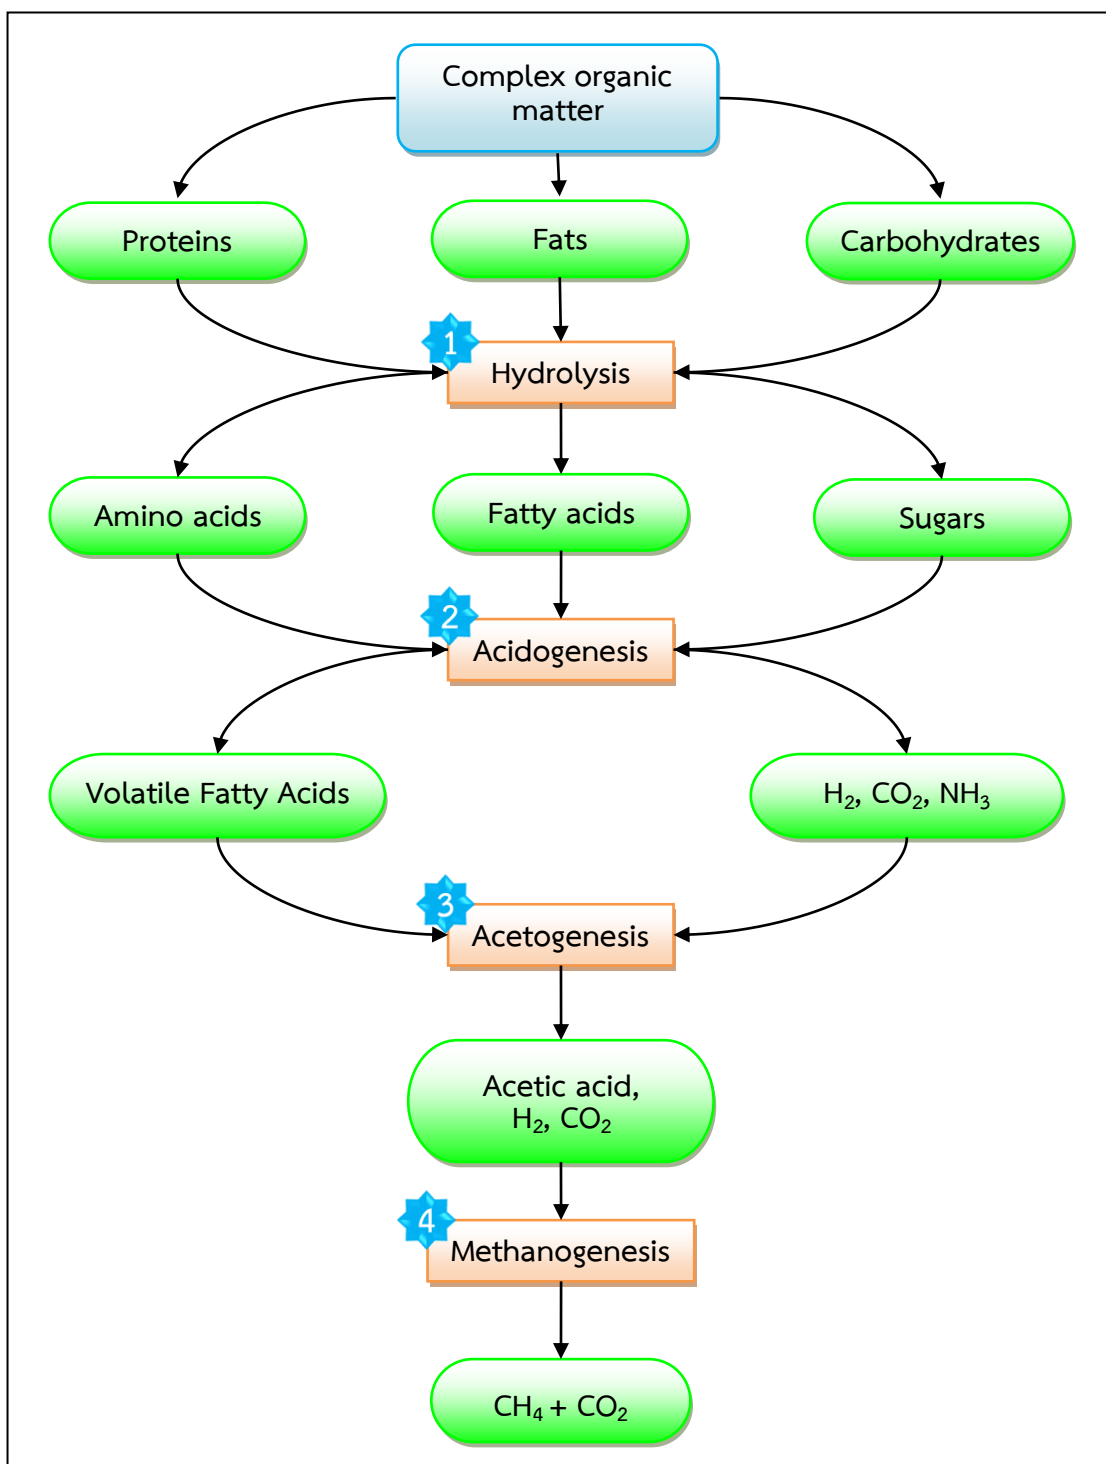 Complex organic
matter
Proteins
Fats
Carbohydrates
1
Hydrolysis
Amino acids
Fatty acids
Sugars
2
Acidogenesis
Volatile Fatty Acids
H₂, CO₂, NH₃
3
Acetogenesis
Acetic acid,
H₂, CO₂
4
Methanogenesis
CH₄ + CO₂